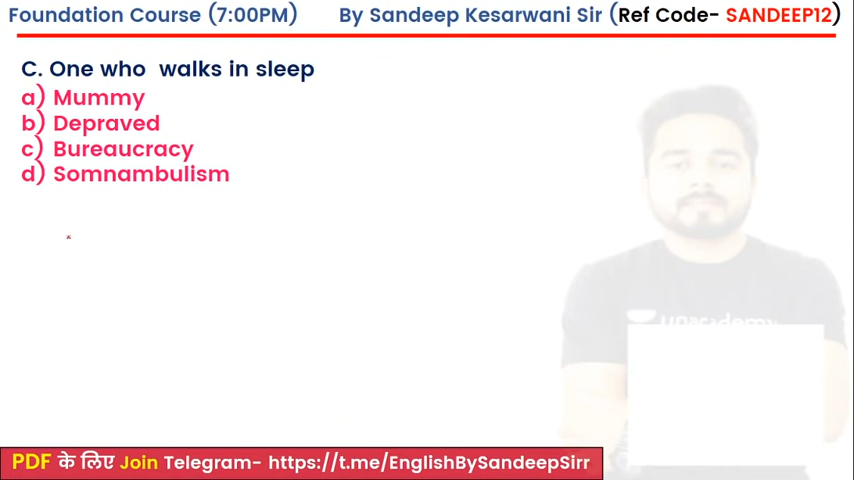 Foundation Course (7:00PM) By Sandeep Kesarwani Sir (Ref Code- SANDEEP12)
C. One who walks in sleep
a) Mummy
b) Depraved
c) Bureaucracy
d) Somnambulism
unacademy
PDF के लिए Join Telegram- https://t.me/EnglishBySandeepSirr